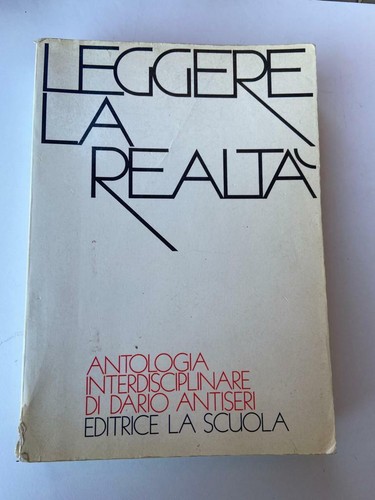 LEGGERE
LA
REALTÀ
ANTOLOGIA
INTERDISCIPLINARE
DI DARIO ANTISERI
EDITRICE LA SCUOLA